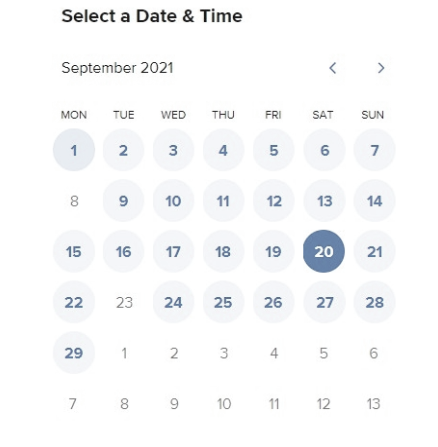 Select a Date & Time
September 2021
MON TUE WED THU FRI SAT SUN
1 2 3 4 5 6 7
8 9 10 11 12 13 14
15 16 17 18 19 20 21
22 23 24 25 26 27 28
29 1 2 3 4 5 6
7 8 9 10 11 12 13